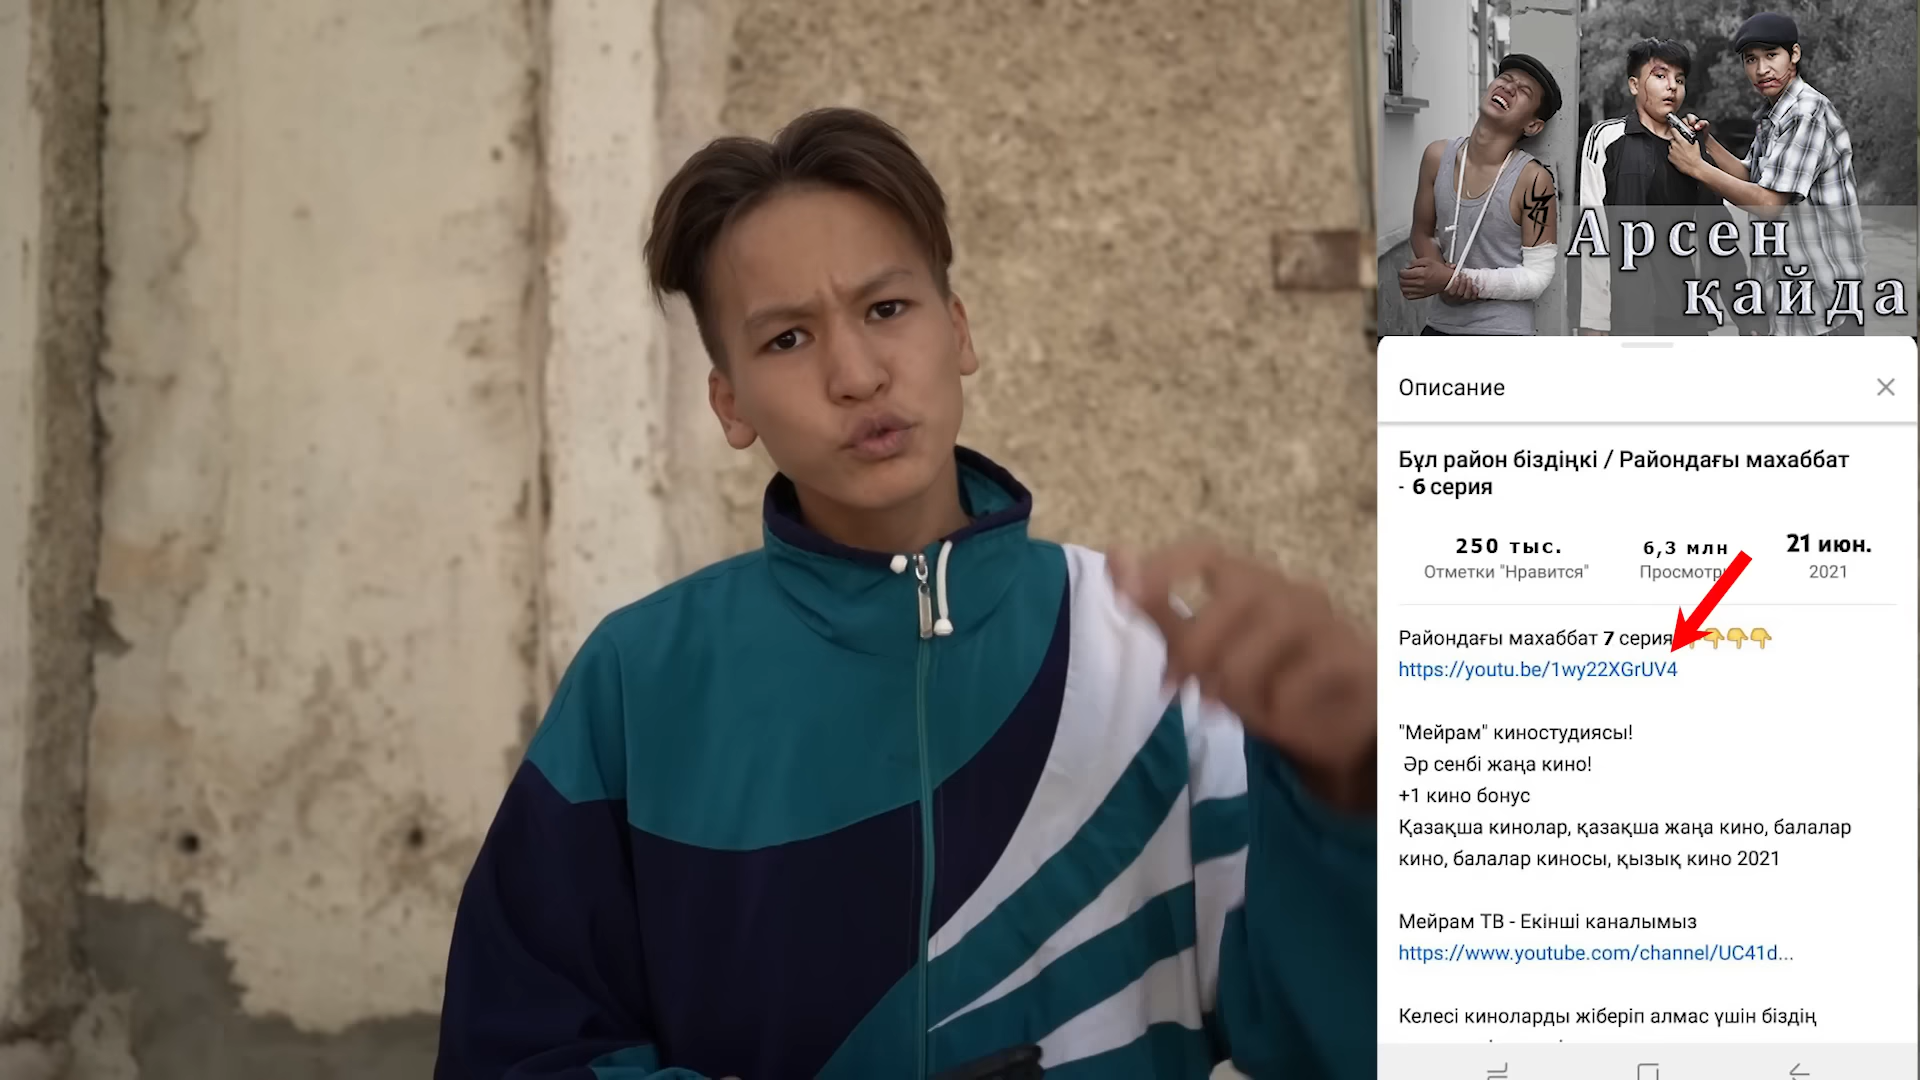 Арсен
қайда
Описание
Бұл район біздіңкі / Райондағы махаббат
- 6 серия
250 тыс. 6,3 млн 21 июн.
Отметки "Нравится" Просмотры 2021
Райондағы махаббат 7 серия 👇👇👇
https://youtu.be/1wy22XGrUV4
"Мейрам" киностудиясы!
Әр сенбі жаңа кино!
+1 кино бонус
Қазақша кинолар, қазақша жаңа кино, балалар
кино, балалар киносы, қызық кино 2021
Мейрам ТВ - Екінші каналымыз
https://www.youtube.com/channel/UC41d...
Келесі киноларды жіберіп алмас үшін біздің